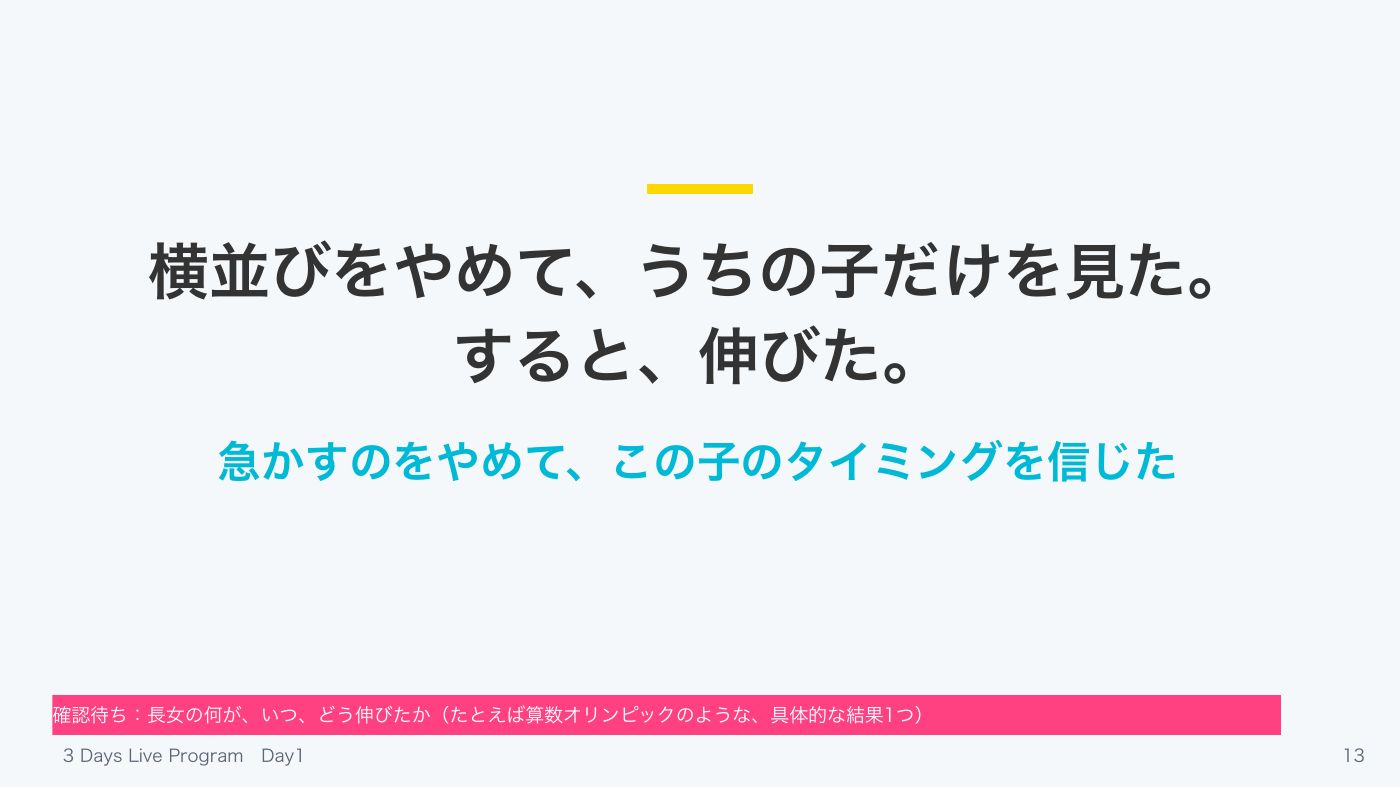 横並びをやめて、うちの子だけを見た。
すると、伸びた。
急かすのをやめて、この子のタイミングを信じた
確認待ち：長女の何が、いつ、どう伸びたか（たとえば算数オリンピックのような、具体的な結果1つ）
3 Days Live Program　Day1
13